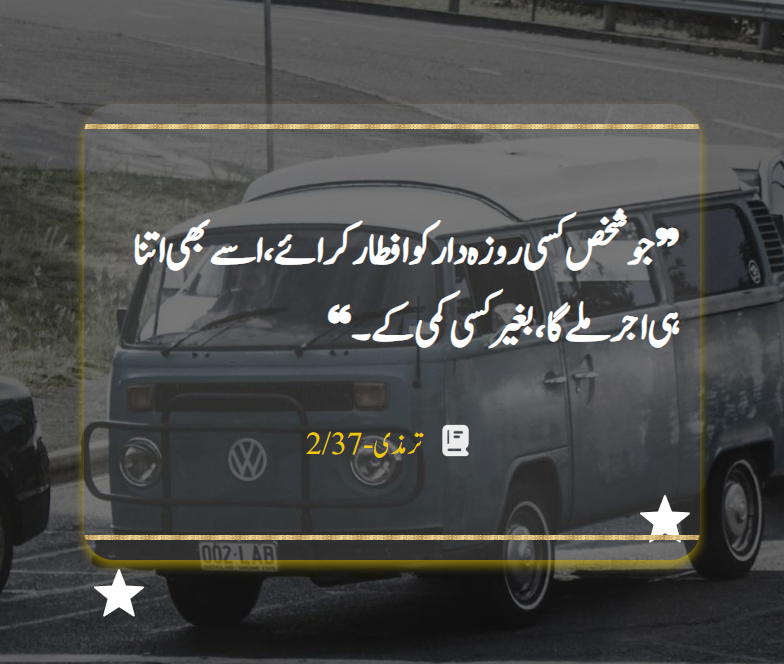 ”جو شخص کسی روزہ دار کو افطار کرائے، اسے بھی اتنا
ہی اجر ملے گا، بغیر کسی کمی کے۔“
ترمذی-2/37
002·LAB